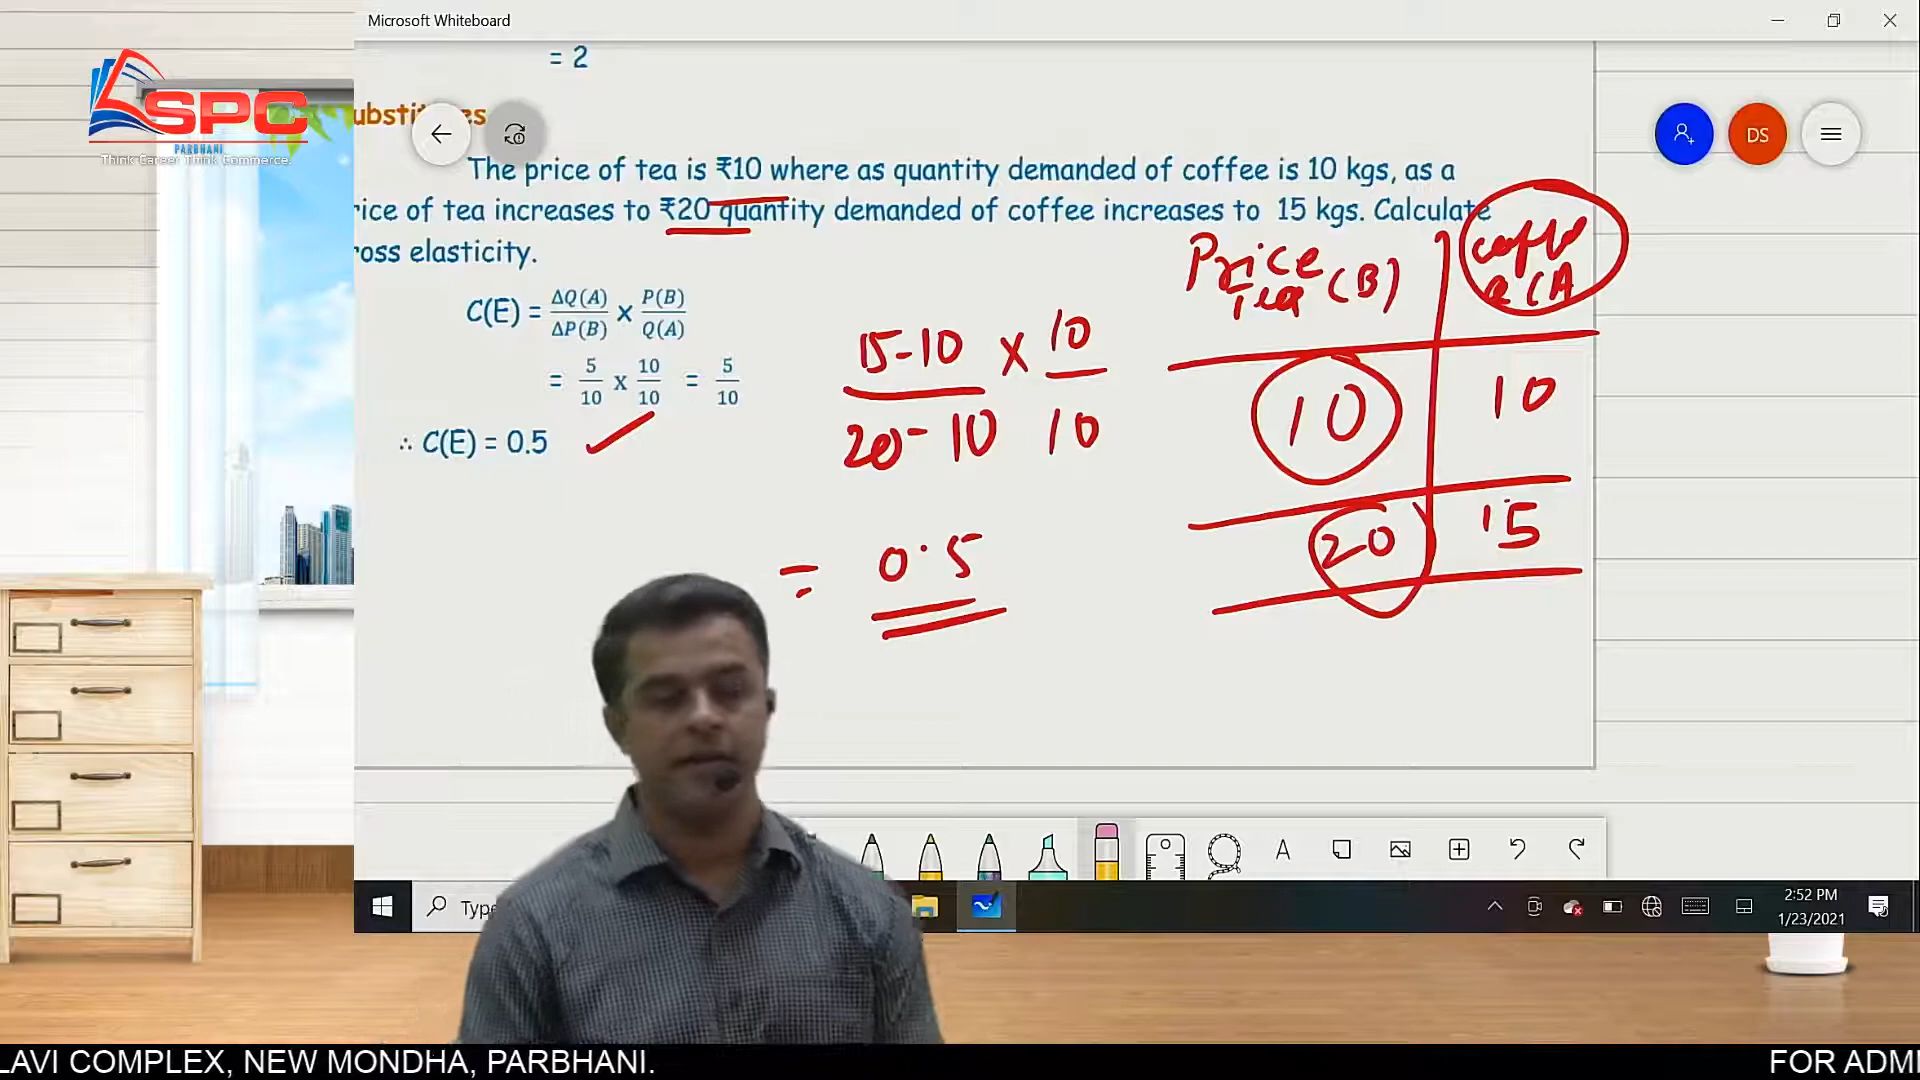 Microsoft Whiteboard
= 2
SPC
PARBHANI
Think Career Think Commerce.
ubstitutes
The price of tea is ₹10 where as quantity demanded of coffee is 10 kgs, as a
rice of tea increases to ₹20 quantity demanded of coffee increases to 15 kgs. Calculate
ross elasticity.
C(E) = ΔQ(A)/ΔP(B) x P(B)/Q(A)
= 5/10 x 10/10 = 5/10
∴ C(E) = 0.5
15-10 x 10
20-10 10
= 0.5
Price
Tea (B)
10 10
20 15
DS
A
Type
2:52 PM
1/23/2021
LAVI COMPLEX, NEW MONDHA, PARBHANI.
FOR ADMI